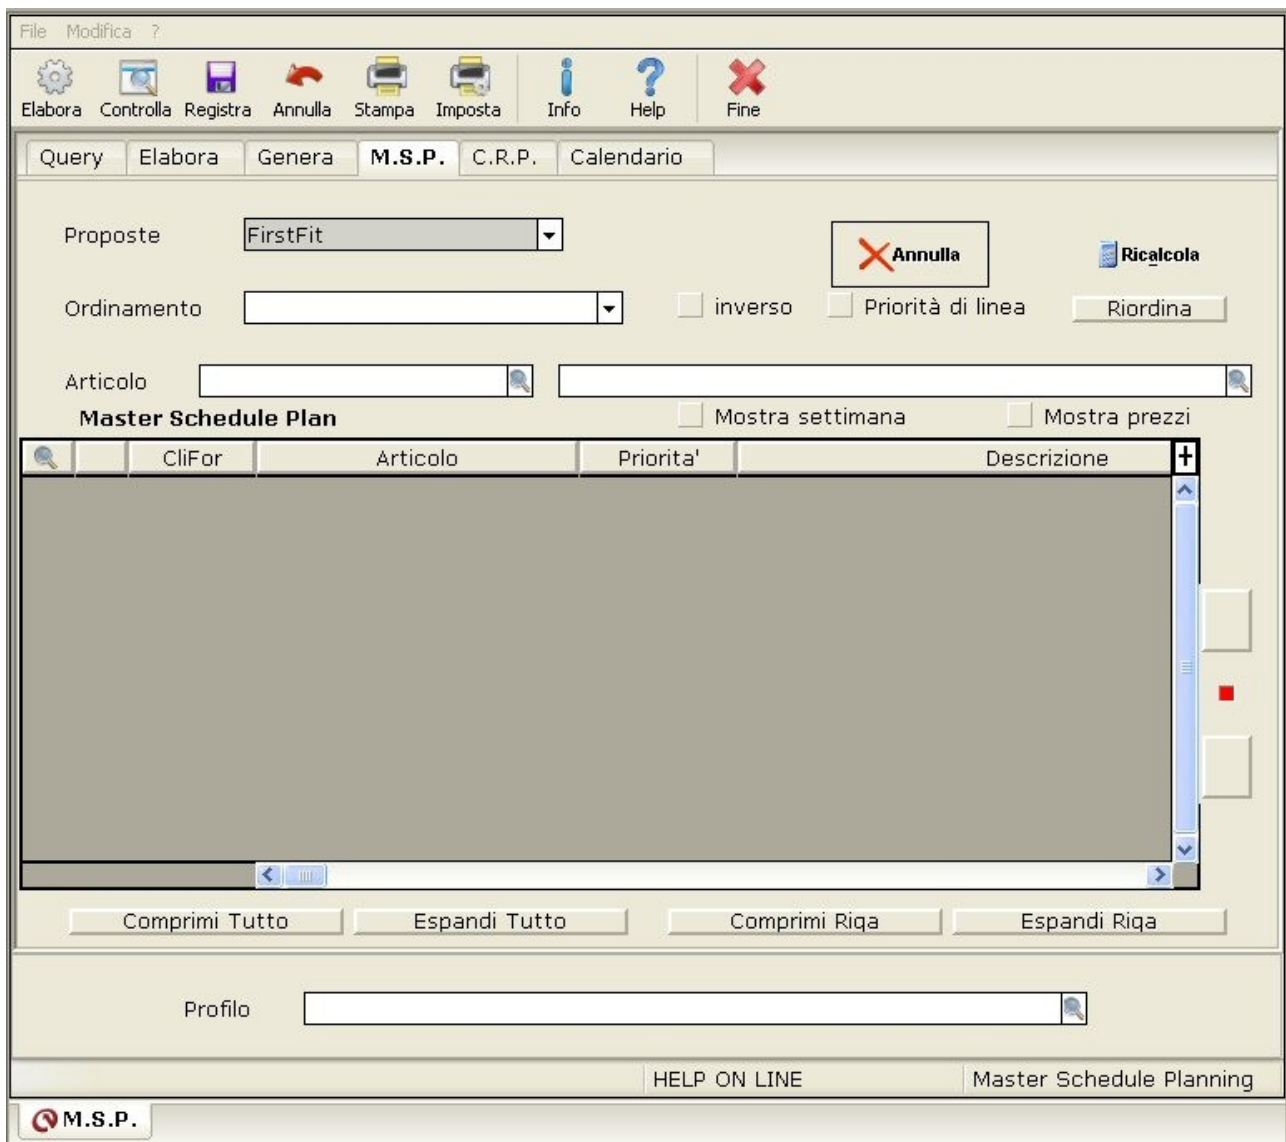 File Modifica ?
Elabora Controlla Registra Annulla Stampa Imposta Info Help Fine
Query Elabora Genera M.S.P. C.R.P. Calendario
Proposte FirstFit Annulla Ricalcola
Ordinamento inverso Priorità di linea Riordina
Articolo
Master Schedule Plan Mostra settimana Mostra prezzi
CliFor Articolo Priorita' Descrizione +
Comprimi Tutto Espandi Tutto Comprimi Riga Espandi Riga
Profilo
HELP ON LINE Master Schedule Planning
M.S.P.